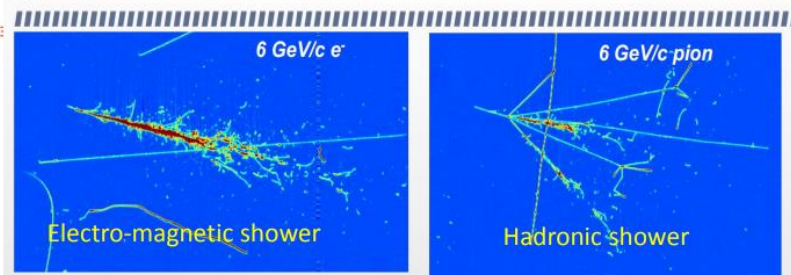 6 GeV/c e-
Electro-magnetic shower
6 GeV/c pion
Hadronic shower